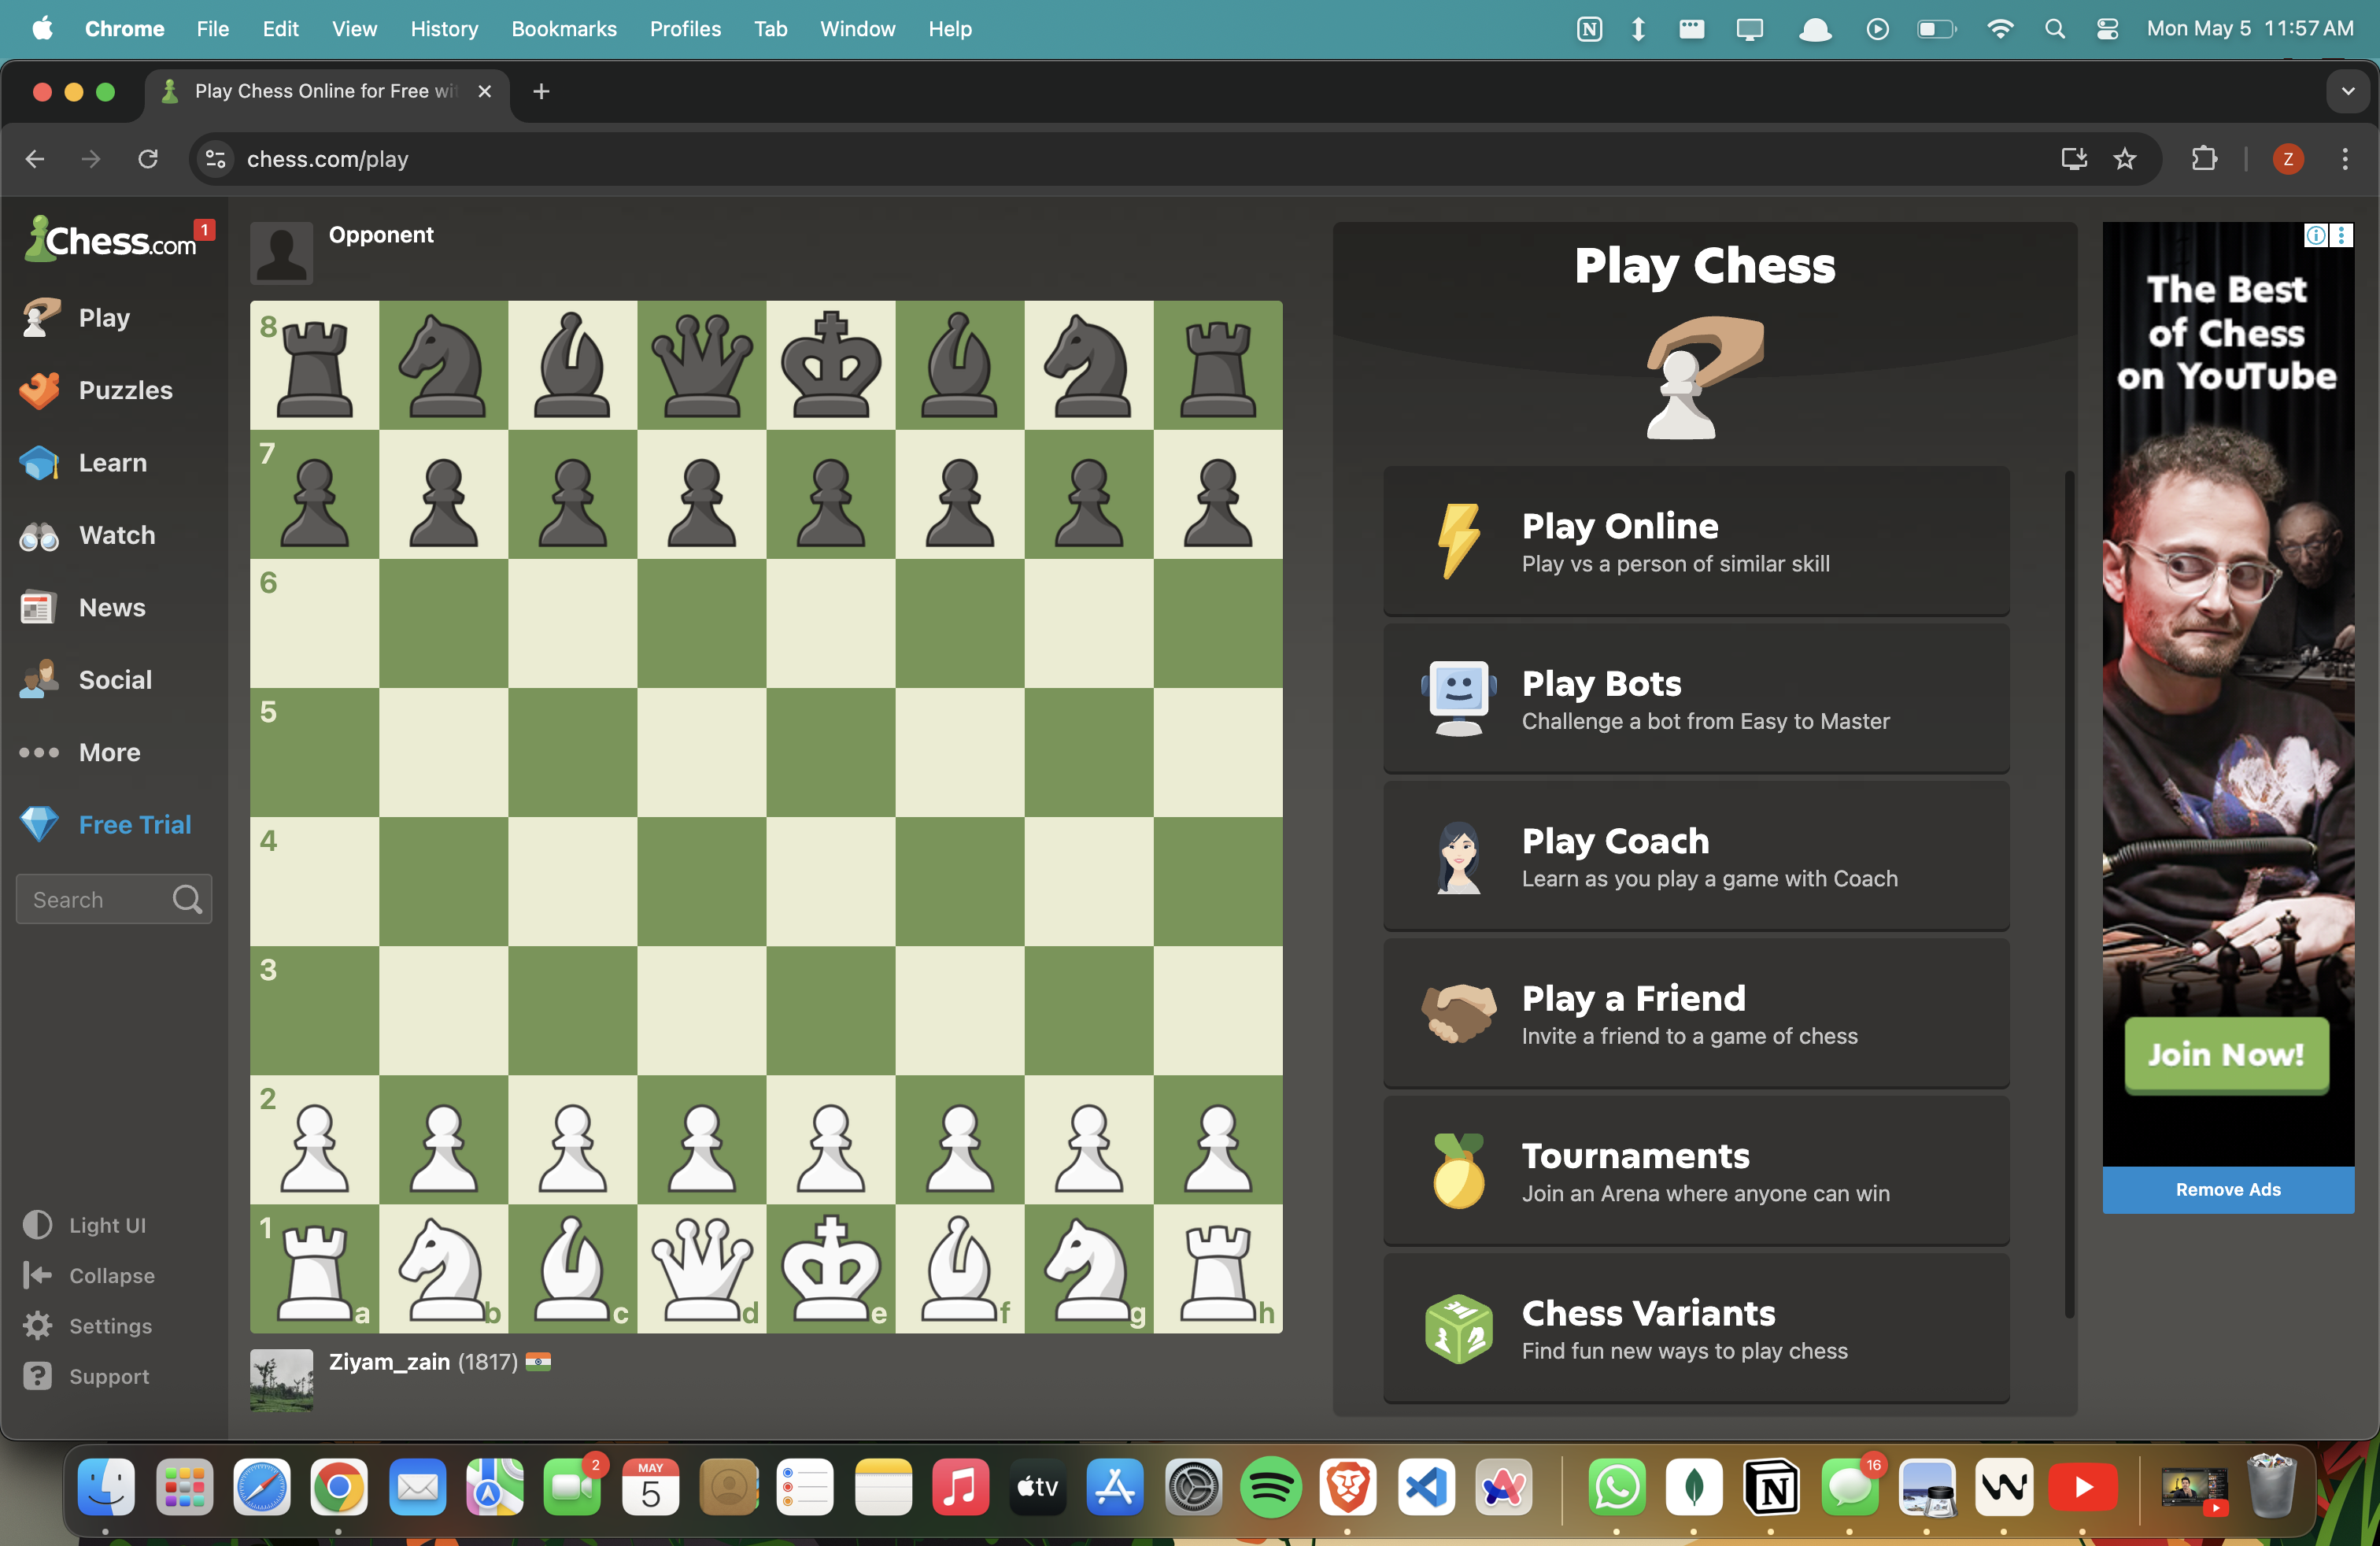 Chrome File Edit View History Bookmarks Profiles Tab Window Help
Mon May 5 11:57 AM
Play Chess Online for Free wi
chess.com/play
Z
Chess.com
1
Play
Puzzles
Learn
Watch
News
Social
More
Free Trial
Search
Light UI
Collapse
Settings
Support
Opponent
8
7
6
5
4
3
2
1
a b c d e f g h
Ziyam_zain (1817)
Play Chess
Play Online
Play vs a person of similar skill
Play Bots
Challenge a bot from Easy to Master
Play Coach
Learn as you play a game with Coach
Play a Friend
Invite a friend to a game of chess
Tournaments
Join an Arena where anyone can win
Chess Variants
Find fun new ways to play chess
The Best
of Chess
on YouTube
Join Now!
Remove Ads
2
MAY
5
tv
16